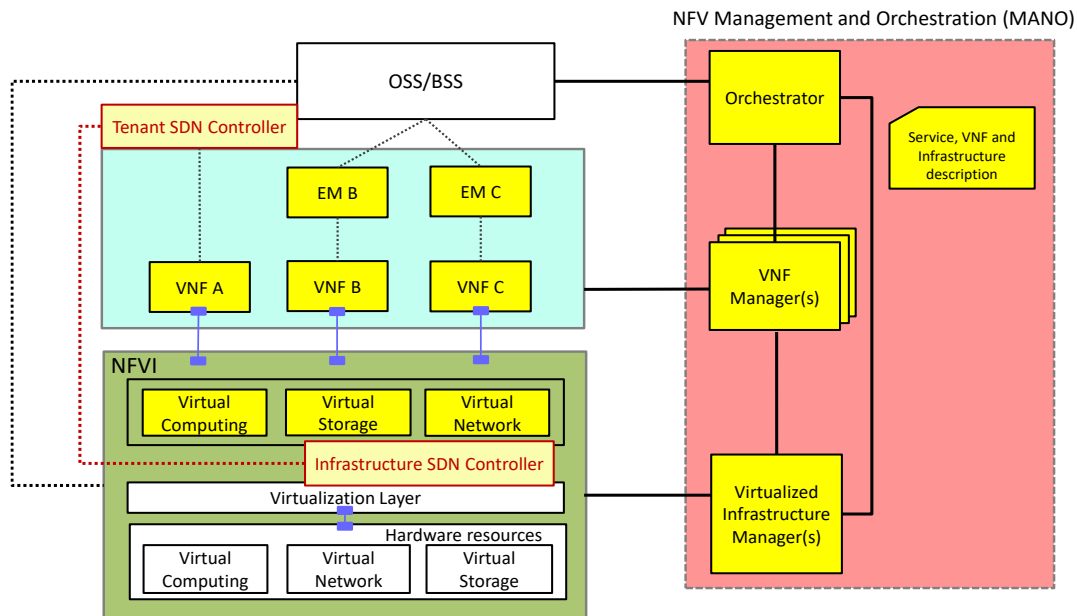 NFV Management and Orchestration (MANO)
OSS/BSS
Orchestrator
Tenant SDN Controller
Service, VNF and
Infrastructure
description
EM B
EM C
VNF A
VNF B
VNF C
VNF
Manager(s)
NFVI
Virtual
Computing
Virtual
Storage
Virtual
Network
Infrastructure SDN Controller
Virtualization Layer
Virtualized
Infrastructure
Manager(s)
Hardware resources
Virtual
Computing
Virtual
Network
Virtual
Storage